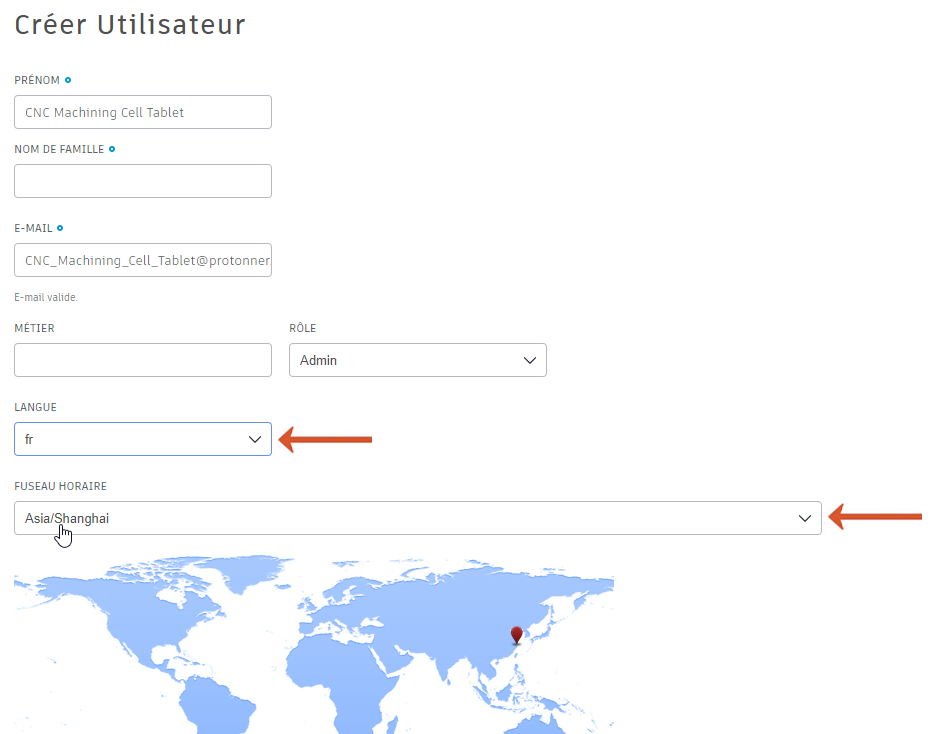 Créer Utilisateur
PRÉNOM
CNC Machining Cell Tablet
NOM DE FAMILLE
E-MAIL
CNC_Machining_Cell_Tablet@protonner
E-mail valide.
MÉTIER RÔLE
Admin
LANGUE
fr
FUSEAU HORAIRE
Asia/Shanghai